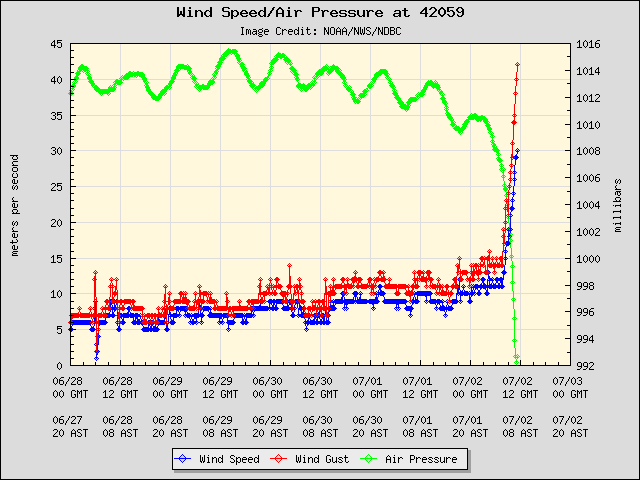 Wind Speed/Air Pressure at 42059
Image Credit: NOAA/NWS/NDBC
45 1016
40 1014
35 1012
30 1010
25 1008
20 1006
15 1004
10 1002
5 1000
0 998
996
994
992
meters per second
millibars
06/28 06/28 06/29 06/29 06/30 06/30 07/01 07/01 07/02 07/02 07/03
00 GMT 12 GMT 00 GMT 12 GMT 00 GMT 12 GMT 00 GMT 12 GMT 00 GMT 12 GMT 00 GMT
06/27 06/28 06/28 06/29 06/29 06/30 06/30 07/01 07/01 07/02 07/02
20 AST 08 AST 20 AST 08 AST 20 AST 08 AST 20 AST 08 AST 20 AST 08 AST 20 AST
Wind Speed Wind Gust Air Pressure